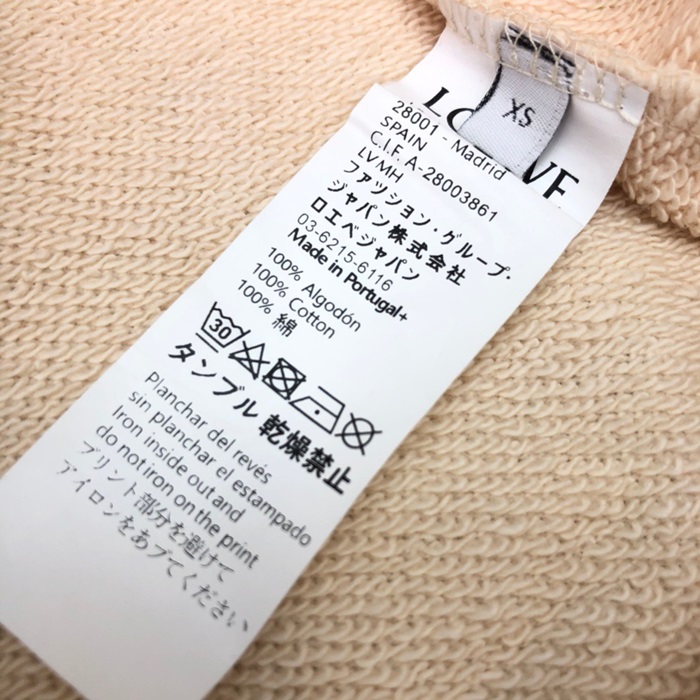 XS
28001 - Madrid
SPAIN
C.I.F. A-28003861
LVMH
ファッション・グループ・
ジャパン株式会社
ロエベジャパン
03-6215-6116
Made in Portugal+
100% Algodón
100% Cotton
100% 綿
30
タンブル 乾燥禁止
Planchar del revés
sin planchar el estampado
Iron inside out and
do not iron on the print
プリント部分を避けて
アイロンをあブてください